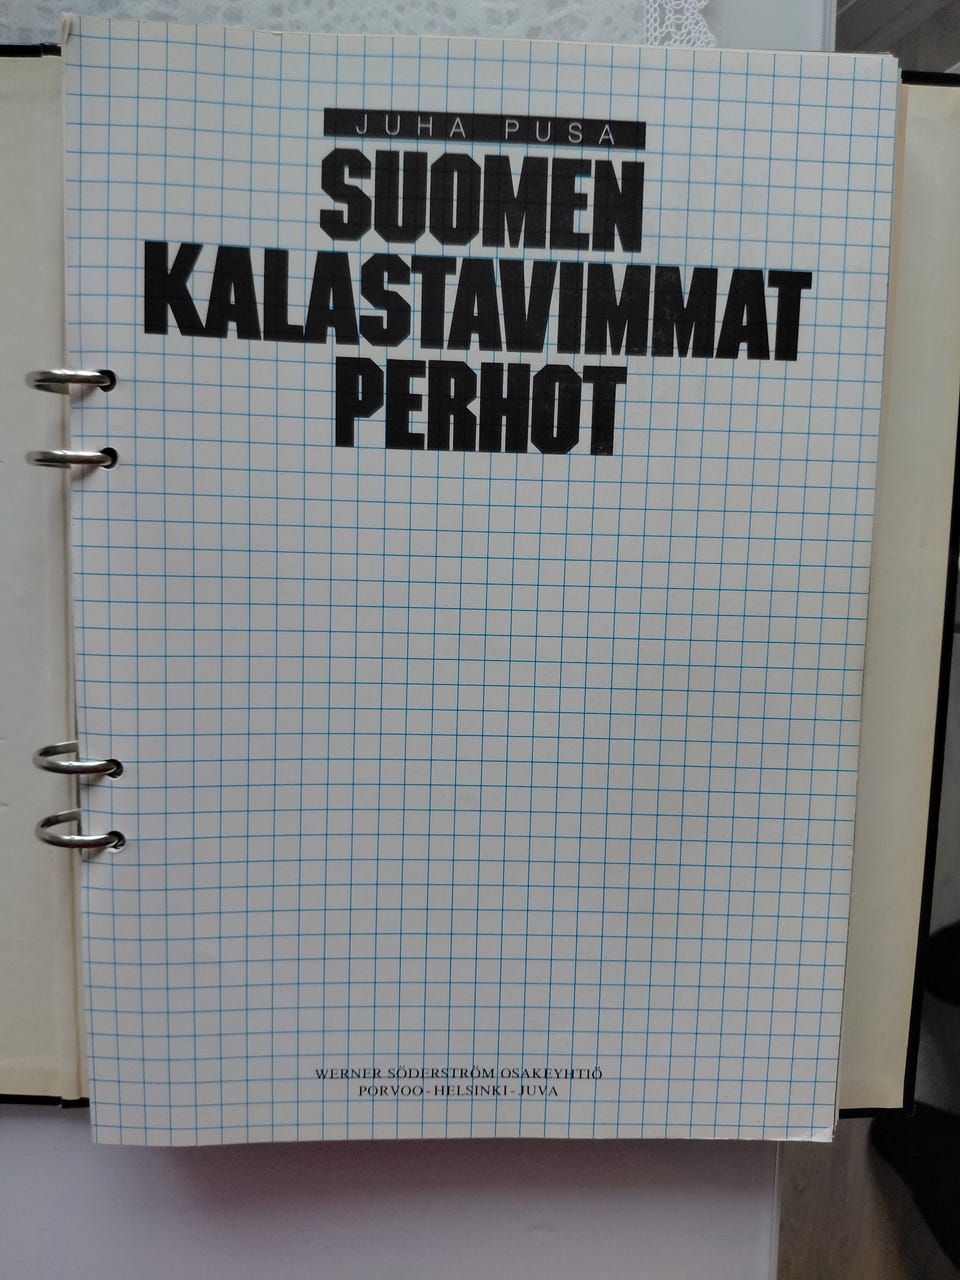 JUHA PUSA
SUOMEN
KALASTAVIMMAT
PERHOT
WERNER SÖDERSTRÖM OSAKEYHTIÖ
PORVOO-HELSINKI-JUVA